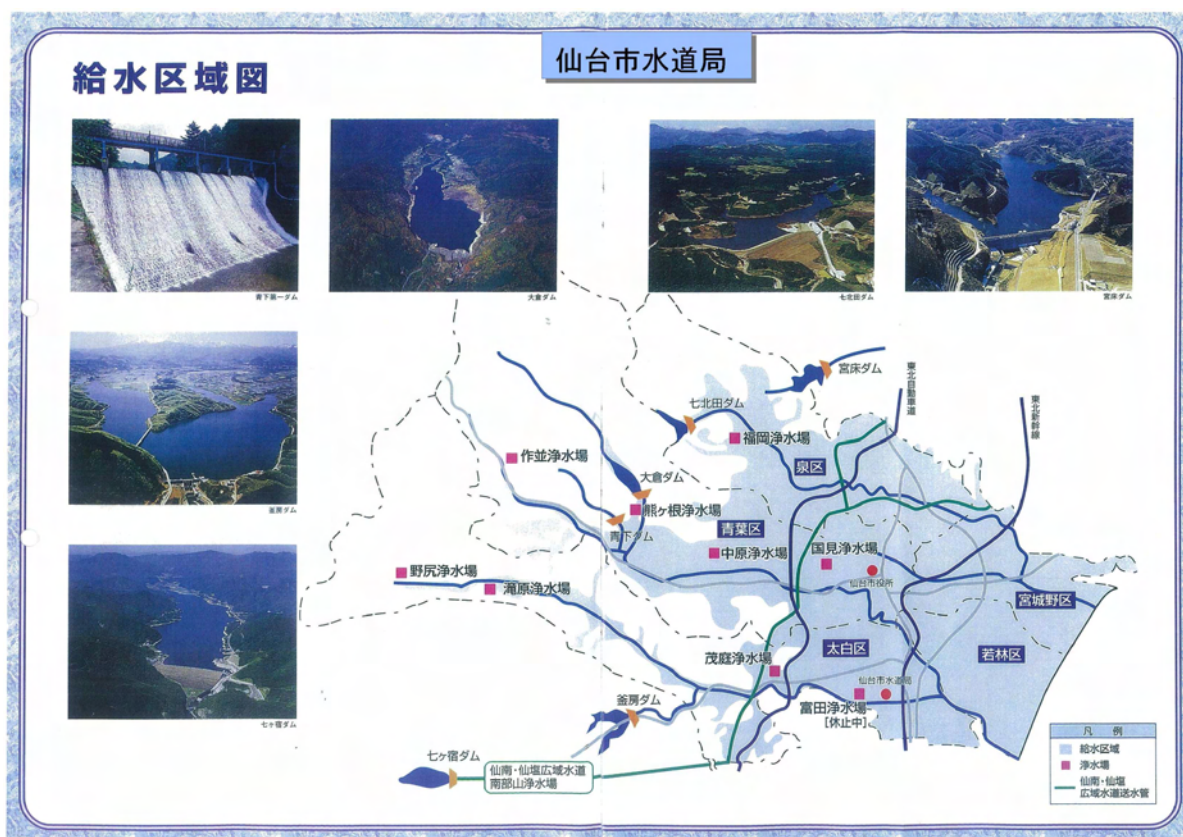 仙台市水道局
給水区域図
青下第一ダム
大倉ダム
七北田ダム
宮床ダム
釜房ダム
七ヶ宿ダム
宮床ダム
東北自動車道
東北新幹線
七北田ダム
福岡浄水場
泉区
作並浄水場
大倉ダム
熊ヶ根浄水場
青葉区
青下ダム
中原浄水場
国見浄水場
仙台市役所
野尻浄水場
滝原浄水場
宮城野区
太白区
若林区
茂庭浄水場
仙台市水道局
富田浄水場
[休止中]
釜房ダム
七ヶ宿ダム
仙南・仙塩広域水道
南部山浄水場
凡例
給水区域
浄水場
仙南・仙塩
広域水道送水管